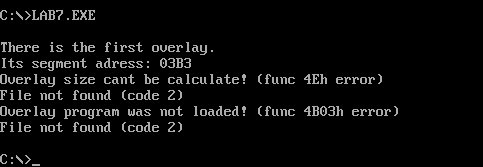 C:\>LAB7.EXE
There is the first overlay.
Its segment adress: 03B3
Overlay size cant be calculate! (func 4Eh error)
File not found (code 2)
Overlay program was not loaded! (func 4B03h error)
File not found (code 2)
C:\>_